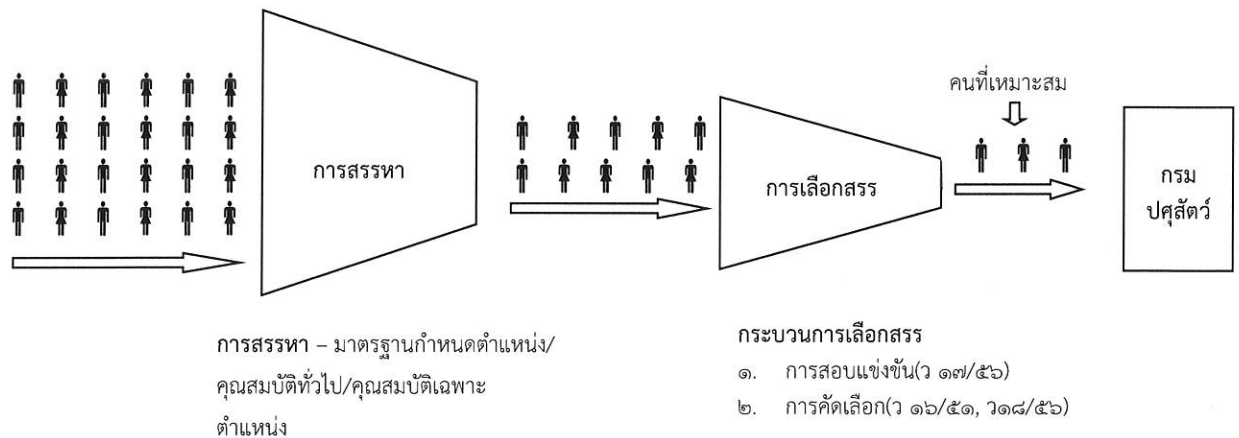 คนที่เหมาะสม
การสรรหา
การเลือกสรร
กรม
ปศุสัตว์
การสรรหา – มาตรฐานกำหนดตำแหน่ง/
คุณสมบัติทั่วไป/คุณสมบัติเฉพาะ
ตำแหน่ง
กระบวนการเลือกสรร
๑. การสอบแข่งขัน(ว ๑๗/๕๖)
๒. การคัดเลือก(ว ๑๖/๕๑, ว๑๘/๕๖)